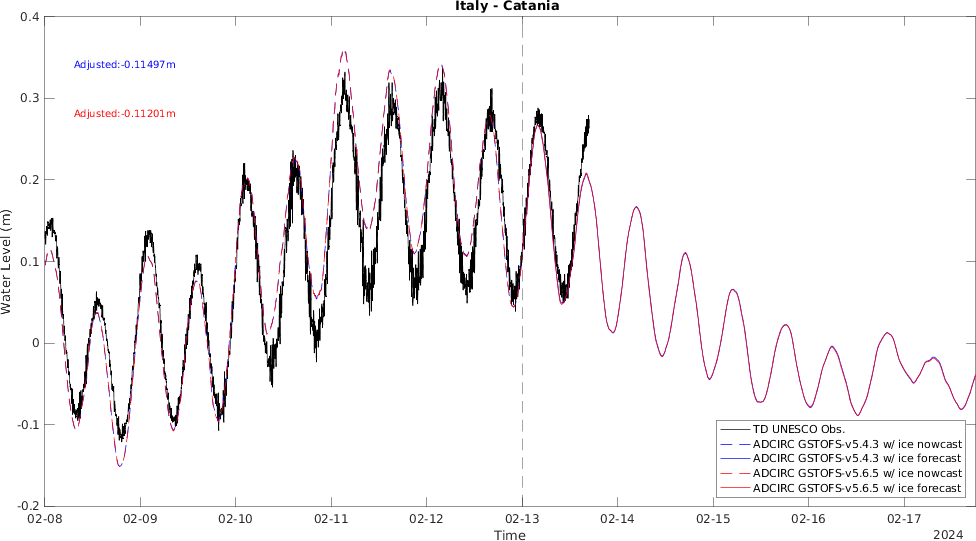 Italy - Catania
0.4
0.3
0.2
0.1
0
-0.1
-0.2
Water Level (m)
Adjusted:-0.11497m
Adjusted:-0.11201m
TD UNESCO Obs.
ADCIRC GSTOFS-v5.4.3 w/ ice nowcast
ADCIRC GSTOFS-v5.4.3 w/ ice forecast
ADCIRC GSTOFS-v5.6.5 w/ ice nowcast
ADCIRC GSTOFS-v5.6.5 w/ ice forecast
02-08 02-09 02-10 02-11 02-12 02-13 02-14 02-15 02-16 02-17
Time
2024